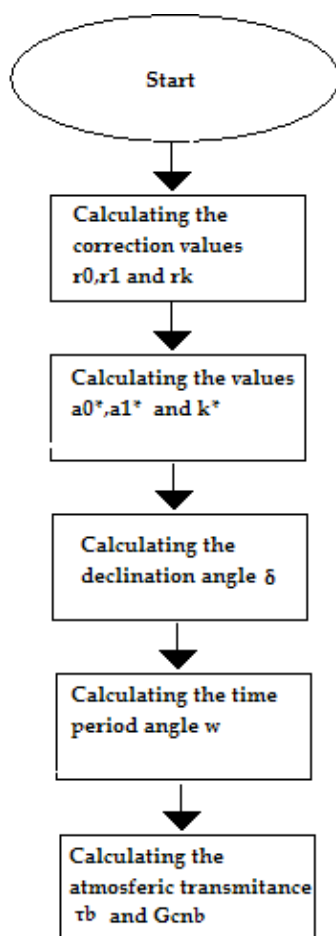 Start
Calculating the
correction values
r0,r1 and rk
Calculating the values
a0*,a1* and k*
Calculating the
declination angle δ
Calculating the time
period angle w
Calculating the
atmosferic transmitance
τb and Gcnb